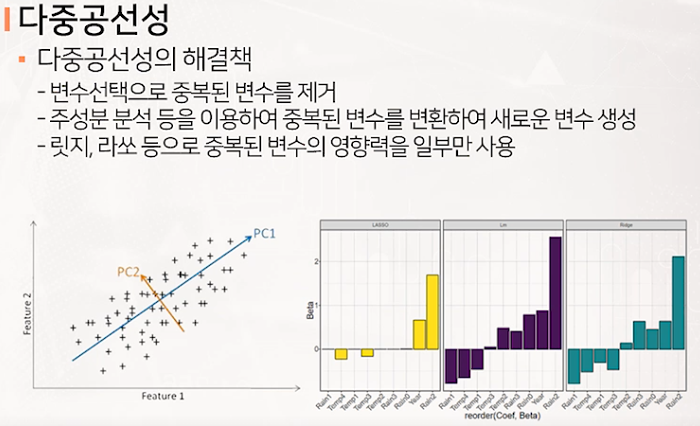 다중공선성
▪ 다중공선성의 해결책
- 변수선택으로 중복된 변수를 제거
- 주성분 분석 등을 이용하여 중복된 변수를 변환하여 새로운 변수 생성
- 릿지, 라쏘 등으로 중복된 변수의 영향력을 일부만 사용
PC1
PC2
Feature 2
Feature 1
LASSO
Lm
Ridge
Beta
2
1
0
Rain1 Temp4 Temp1 Temp3 Temp2 Rain3 Rain0 Year Rain2
Rain1 Temp4 Temp1 Temp3 Temp2 Rain3 Rain0 Year Rain2
Rain1 Temp4 Temp1 Temp3 Temp2 Rain3 Rain0 Year Rain2
reorder(Coef, Beta)